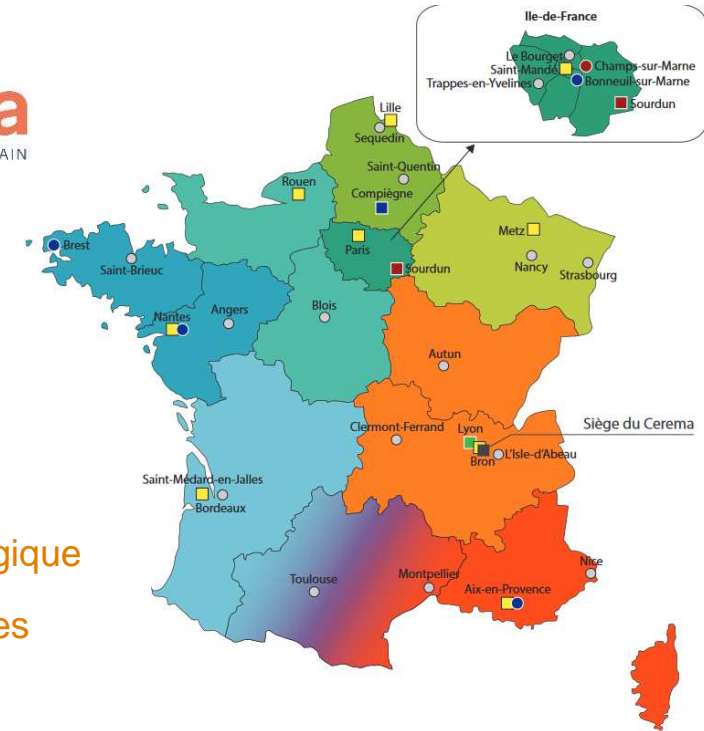 a
AIN
gique
es
Ile-de-France
Le Bourget
Saint-Mandé
Champs-sur-Marne
Trappes-en-Yvelines
Bonneuil-sur-Marne
Sourdun
Lille
Sequedin
Saint-Quentin
Rouen
Compiègne
Metz
Paris
Brest
Saint-Brieuc
Sourdun
Nancy
Strasbourg
Nantes
Angers
Blois
Autun
Clermont-Ferrand
Lyon
Siège du Cerema
Bron
L'Isle-d'Abeau
Saint-Médard-en-Jalles
Bordeaux
Toulouse
Montpellier
Nice
Aix-en-Provence